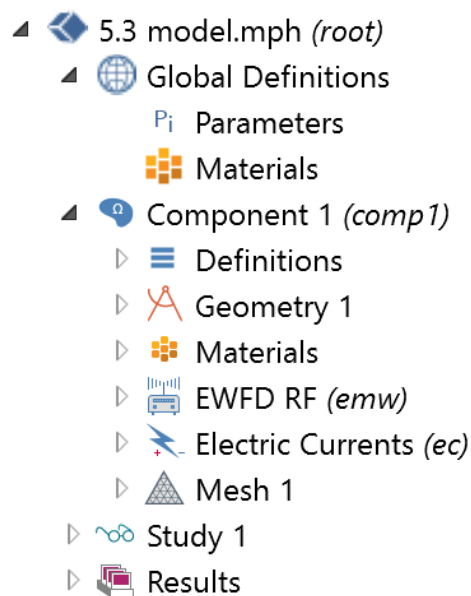 5.3 model.mph (root)
Global Definitions
Pi Parameters
Materials
Component 1 (comp1)
Definitions
Geometry 1
Materials
EWFD RF (emw)
Electric Currents (ec)
Mesh 1
Study 1
Results